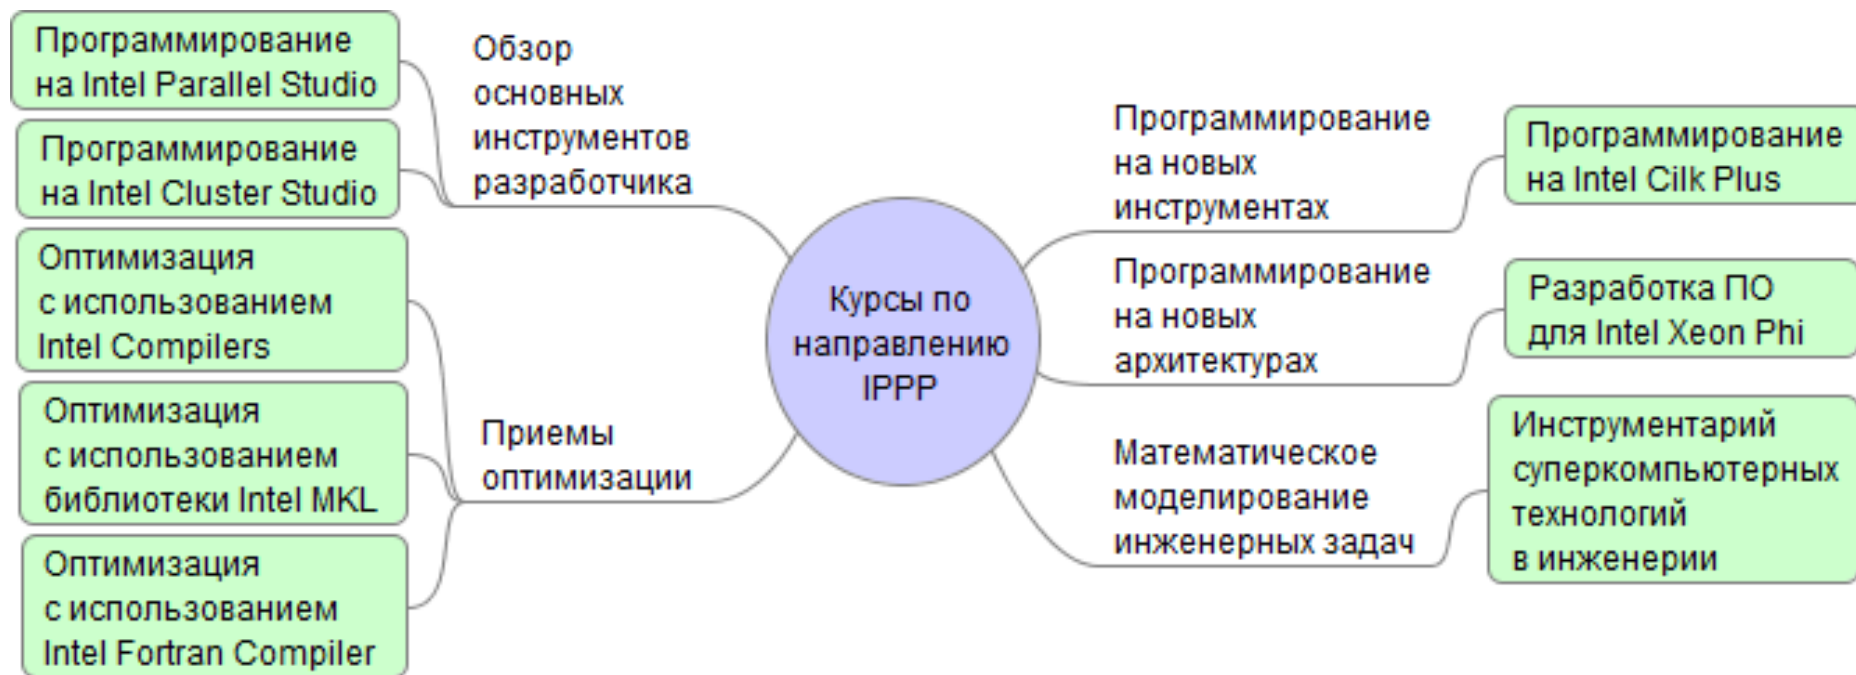 Программирование
на Intel Parallel Studio
Программирование
на Intel Cluster Studio
Обзор
основных
инструментов
разработчика
Оптимизация
с использованием
Intel Compilers
Оптимизация
с использованием
библиотеки Intel MKL
Оптимизация
с использованием
Intel Fortran Compiler
Приемы
оптимизации
Курсы по
направлению
IPPP
Программирование
на новых
инструментах
Программирование
на Intel Cilk Plus
Программирование
на новых
архитектурах
Разработка ПО
для Intel Xeon Phi
Математическое
моделирование
инженерных задач
Инструментарий
суперкомпьютерных
технологий
в инженерии